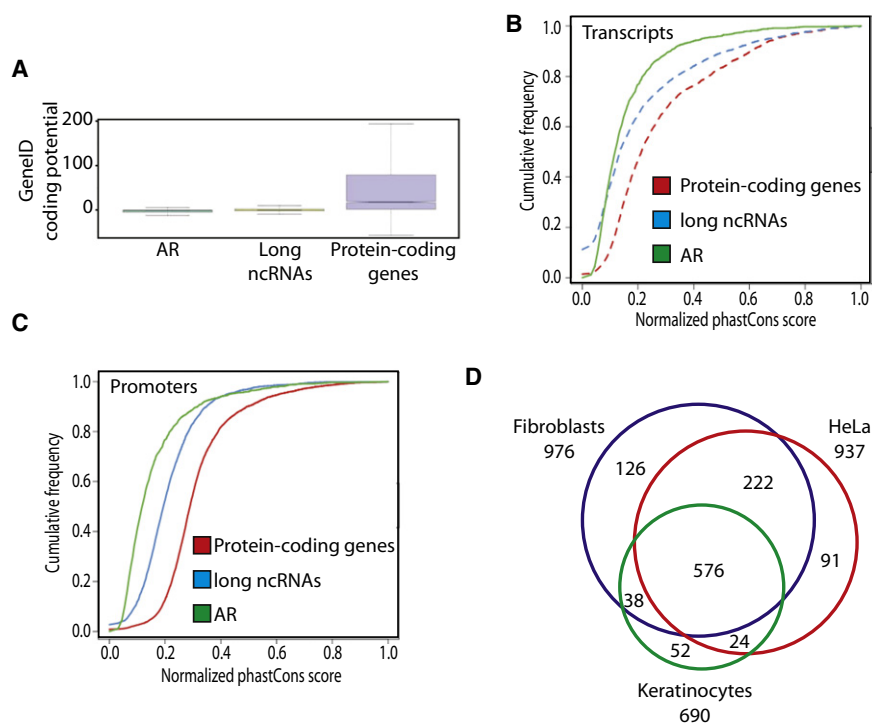 A
GeneID
coding potential
200
100
0
AR
Long
ncRNAs
Protein-coding
genes
B
Transcripts
Cumulative frequency
1.0
0.8
0.6
0.4
0.2
0.0
Protein-coding genes
long ncRNAs
AR
0.0 0.2 0.4 0.6 0.8 1.0
Normalized phastCons score
C
Promoters
Cumulative frequency
1.0
0.8
0.6
0.4
0.2
0.0
Protein-coding genes
long ncRNAs
AR
0.0 0.2 0.4 0.6 0.8 1.0
Normalized phastCons score
D
Fibroblasts
976
HeLa
937
126
222
576
91
38
52
24
Keratinocytes
690